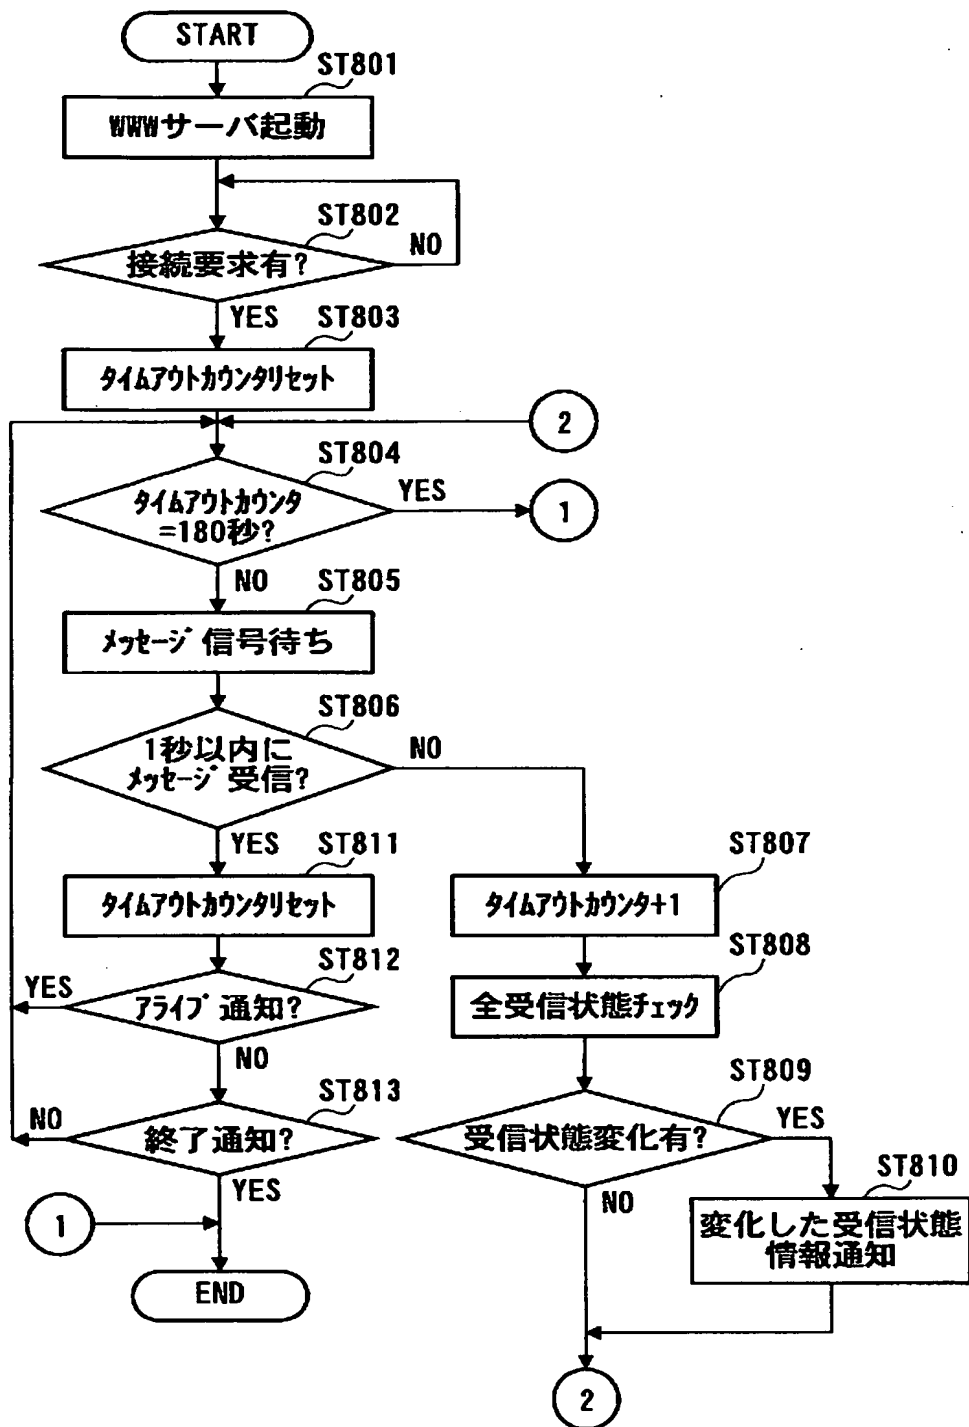 START
ST801
WWWサーバ起動
ST802
接続要求有?
NO
YES
ST803
タイムアウトカウンタリセット
2
ST804
タイムアウトカウンタ
=180秒?
YES
1
NO
ST805
メッセージ信号待ち
ST806
1秒以内に
メッセージ受信?
NO
YES
ST811
タイムアウトカウンタリセット
ST807
タイムアウトカウンタ+1
ST812
YES
アライブ通知?
NO
ST808
全受信状態チェック
ST813
NO
終了通知?
YES
ST809
受信状態変化有?
YES
NO
ST810
変化した受信状態
情報通知
1
END
2